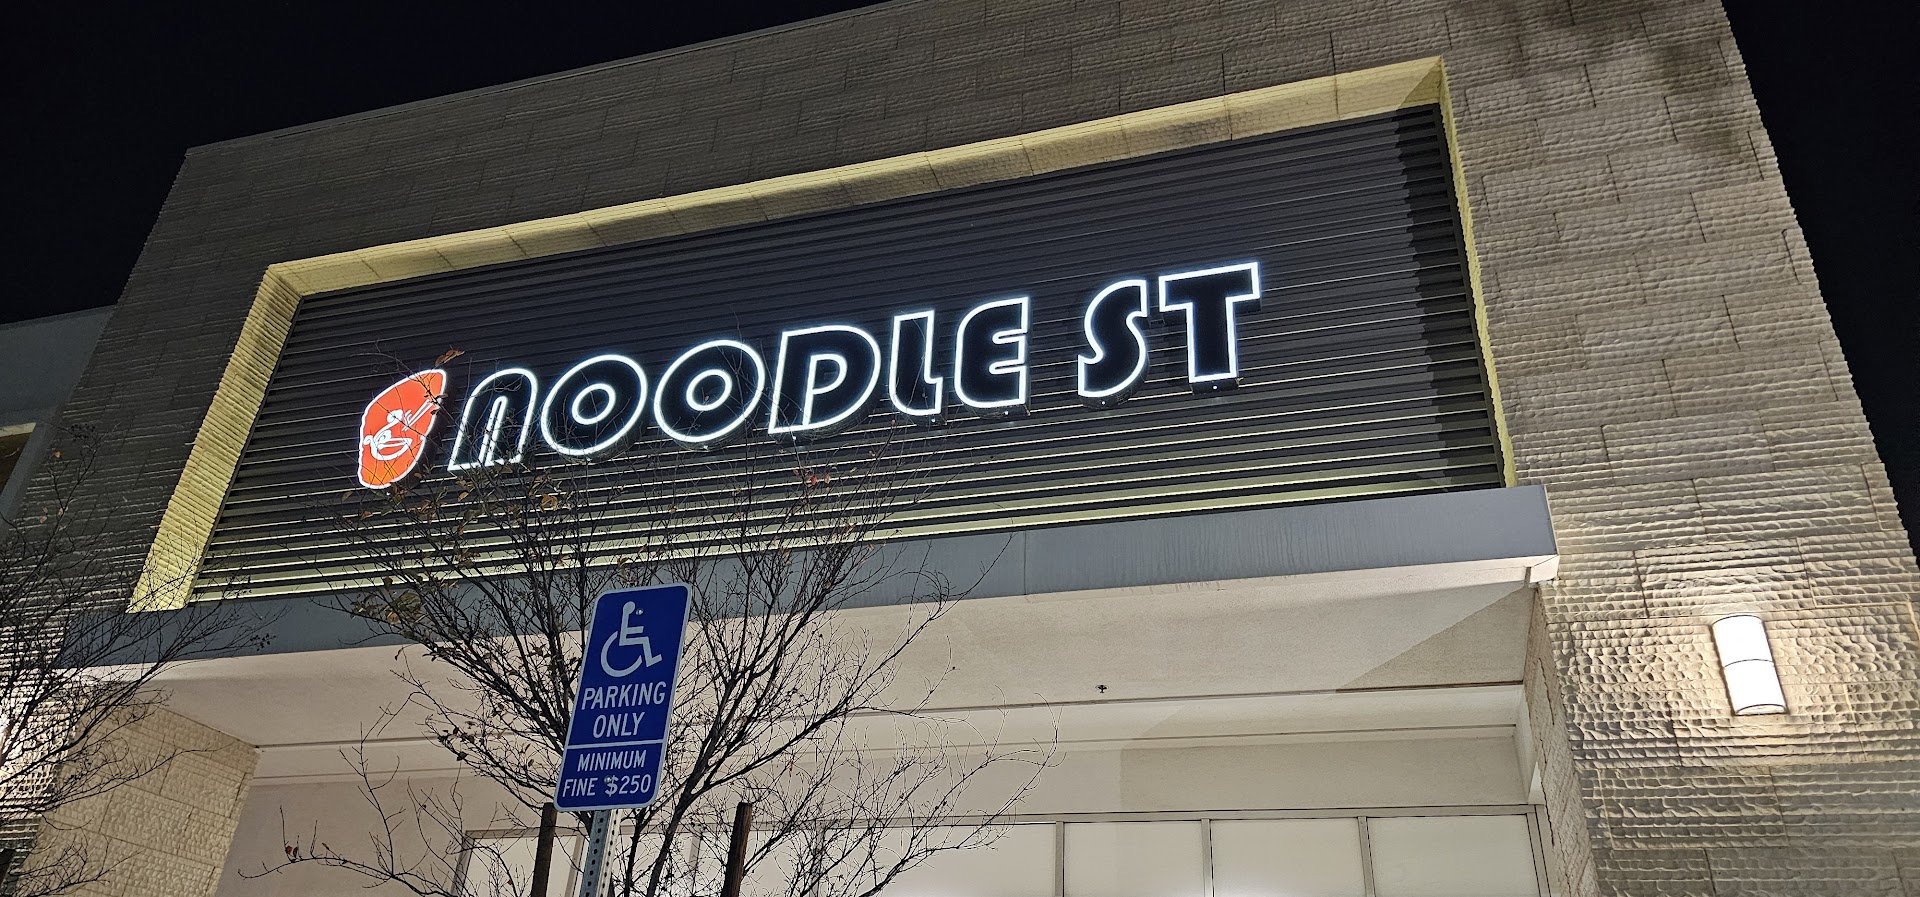 NOODLE ST
PARKING
ONLY
MINIMUM
FINE $250